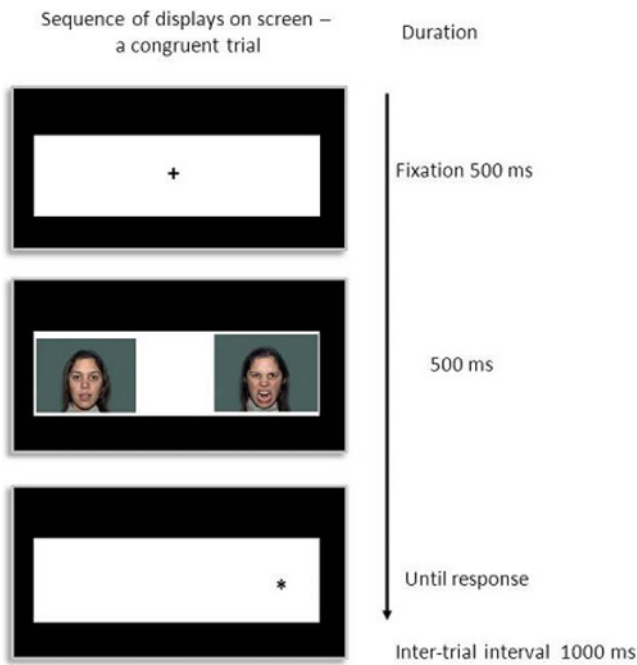 Sequence of displays on screen –
a congruent trial
Duration
+
Fixation 500 ms
500 ms
*
Until response
Inter-trial interval 1000 ms